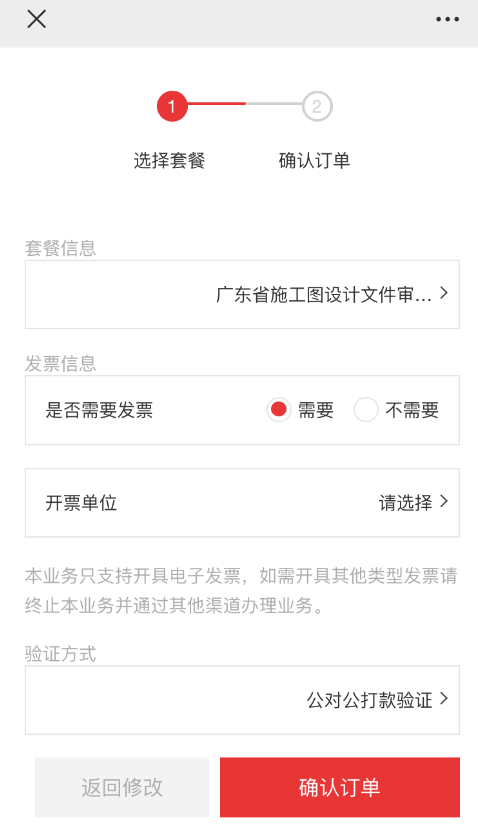 1
2
选择套餐
确认订单
套餐信息
广东省施工图设计文件审...
发票信息
是否需要发票
需要
不需要
开票单位
请选择
本业务只支持开具电子发票，如需开具其他类型发票请
终止本业务并通过其他渠道办理业务。
验证方式
公对公打款验证
返回修改
确认订单